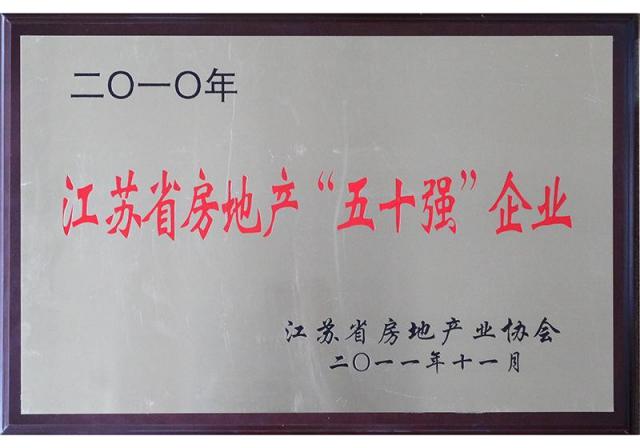 二〇一〇年
江苏省房地产“五十强”企业
江苏省房地产业协会
二〇一一年十一月